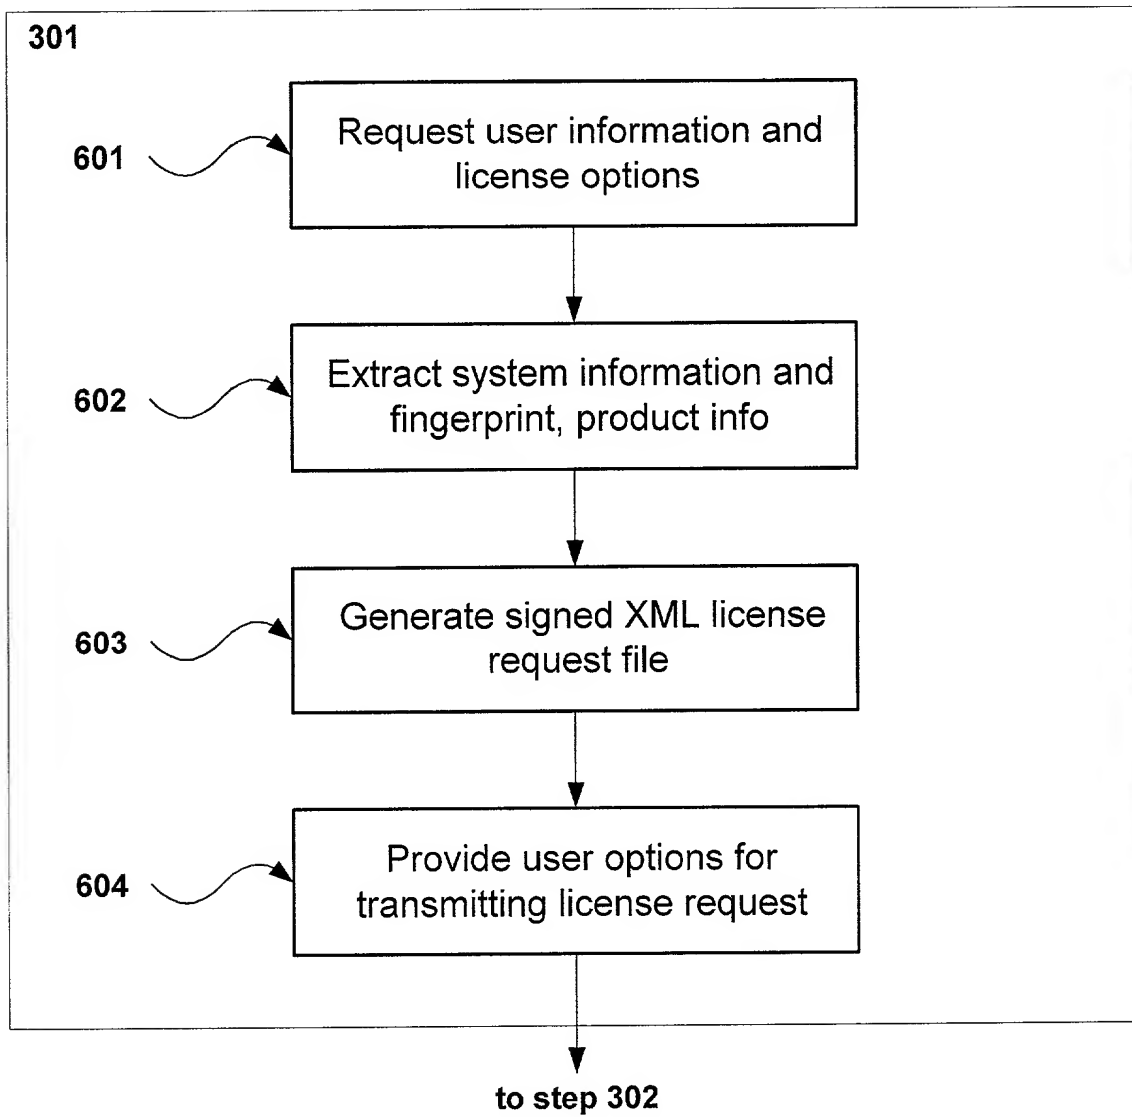 301
601
Request user information and
license options
602
Extract system information and
fingerprint, product info
603
Generate signed XML license
request file
604
Provide user options for
transmitting license request
to step 302